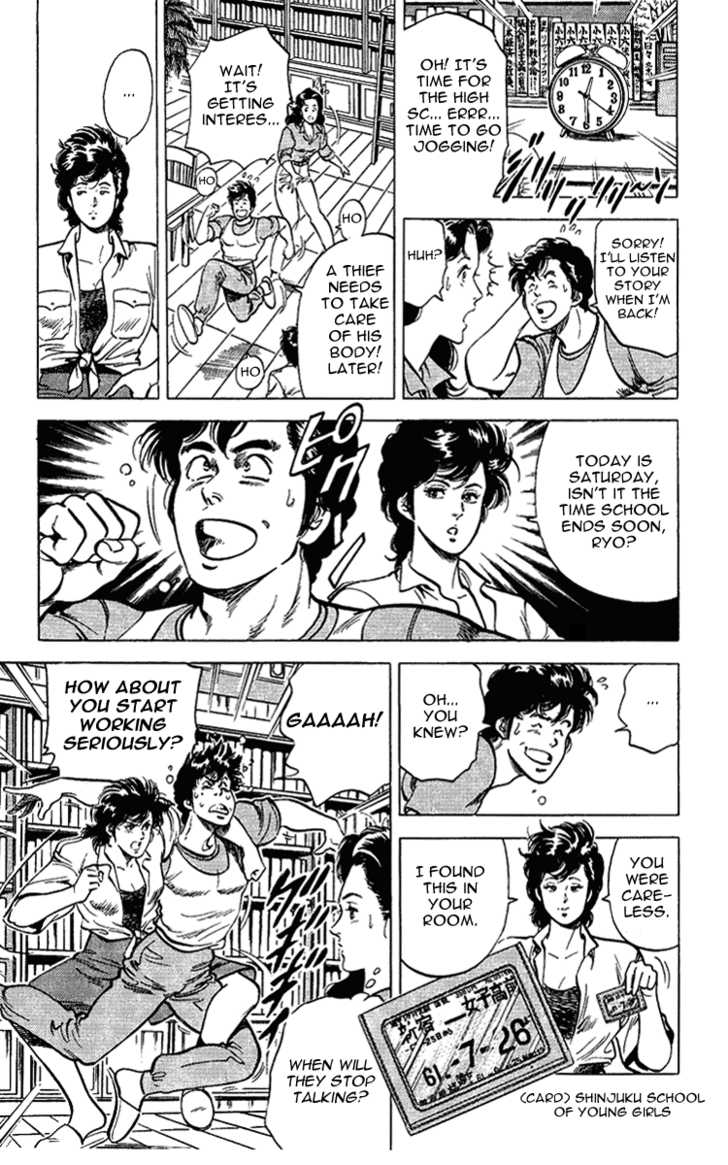 OH! IT'S
TIME FOR
THE HIGH
SC... ERRR...
TIME TO GO
JOGGING!
WAIT!
IT'S
GETTING
INTERES...
HO
HO
HO
A THIEF
NEEDS
TO TAKE
CARE
OF HIS
BODY!
LATER!
...
SORRY!
I'LL LISTEN
TO YOUR
STORY
WHEN I'M
BACK!
HUH?
TODAY IS
SATURDAY,
ISN'T IT THE
TIME SCHOOL
ENDS SOON,
RYO?
...
OH...
YOU
KNEW?
HOW ABOUT
YOU START
WORKING
SERIOUSLY?
GAAAAH!
WHEN WILL
THEY STOP
TALKING?
YOU
WERE
CARE-
LESS.
I FOUND
THIS IN
YOUR
ROOM.
女子高
61.-7-26
(CARD) SHINJUKU SCHOOL
OF YOUNG GIRLS